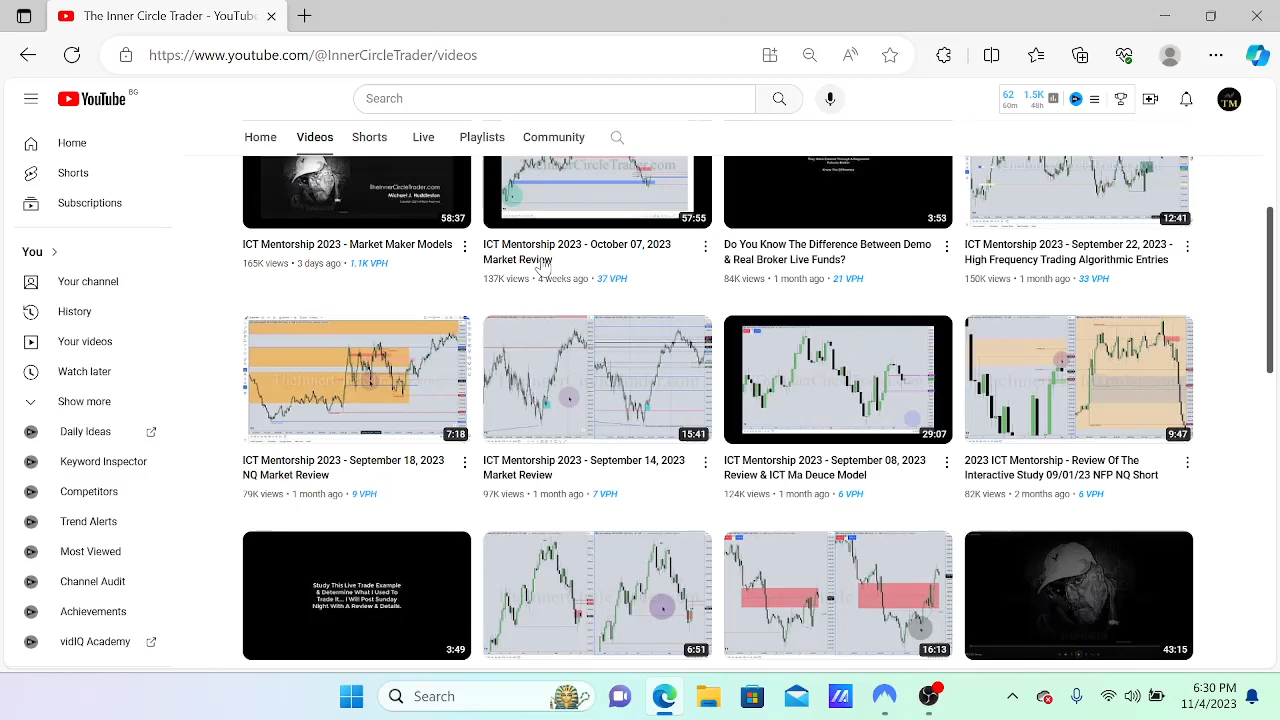 https://www.youtube.com/@InnerCircleTrader/videos
YouTube BG
Search
62 1.5K
60m 48h
TM
Home Videos Shorts Live Playlists Community
Home
Shorts
Subscriptions
You
Your channel
History
Your videos
Watch later
Show more
Daily Ideas
Keyword Inspector
Competitors
Trend Alerts
Most Viewed
Channel Audit
Achievements
vidIQ Academy
TheInnerCircleTrader.com
Michael J. Huddleston
58:37
ICT Mentorship 2023 - Market Maker Models
165K views • 3 days ago • 1.1K VPH
57:55
ICT Mentorship 2023 - October 07, 2023
Market Review
137K views • 4 weeks ago • 37 VPH
Know The Difference
3:53
Do You Know The Difference Between Demo
& Real Broker Live Funds?
84K views • 1 month ago • 21 VPH
12:41
ICT Mentorship 2023 - September 22, 2023 -
High Frequency Trading Algorithmic Entries
150K views • 1 month ago • 33 VPH
7:16
ICT Mentorship 2023 - September 18, 2023
NQ Market Review
79K views • 1 month ago • 9 VPH
15:41
ICT Mentorship 2023 - September 14, 2023
Market Review
97K views • 1 month ago • 7 VPH
29:07
ICT Mentorship 2023 - September 08, 2023
Review & ICT Ma Deuce Model
124K views • 1 month ago • 6 VPH
5:47
2023 ICT Mentorship - Review Of The
Interactive Study 09/01/23 NFP NQ Short
82K views • 2 months ago • 6 VPH
Study This Live Trade Example
& Determine What I Used To
Trade It... I Will Post Sunday
Night With A Review & Details.
3:49
6:51
16:13
43:15
Search
6:30 PM
11/4/2023